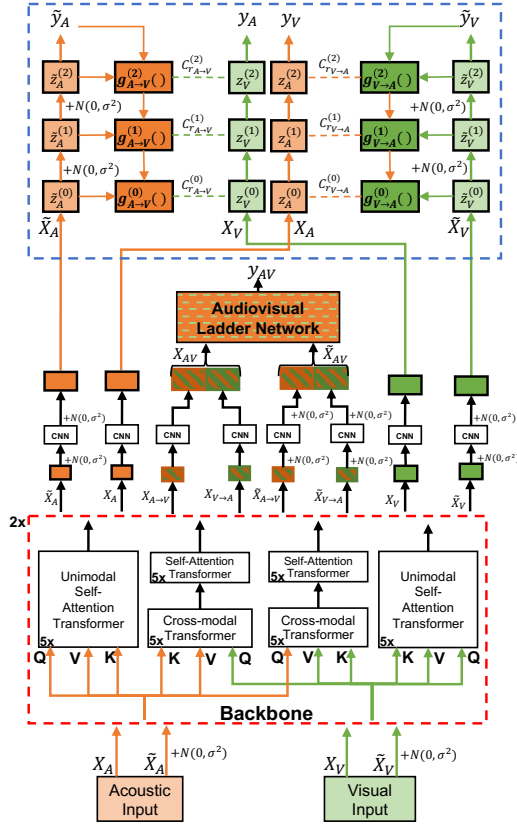 ỹ_A y_A y_V ỹ_V
z̃_A^(2) g_{A→V}^(2)() C_{r_{A→V}}^(2) z_V^(2) z_A^(2) C_{r_{V→A}}^(2) g_{V→A}^(2)() z̃_V^(2)
+N(0, σ²) +N(0, σ²)
z̃_A^(1) g_{A→V}^(1)() C_{r_{A→V}}^(1) z_V^(1) z_A^(1) C_{r_{V→A}}^(1) g_{V→A}^(1)() z̃_V^(1)
+N(0, σ²) +N(0, σ²)
z̃_A^(0) g_{A→V}^(0)() C_{r_{A→V}}^(0) z_V^(0) z_A^(0) C_{r_{V→A}}^(0) g_{V→A}^(0)() z̃_V^(0)
X̃_A X_V X_A X̃_V
y_AV
Audiovisual
Ladder Network
X_AV X̃_AV
+N(0, σ²) +N(0, σ²) +N(0, σ²) +N(0, σ²)
CNN CNN CNN CNN CNN CNN CNN CNN
+N(0, σ²) +N(0, σ²) +N(0, σ²) +N(0, σ²)
X̃_A X_A X_{A→V} X_{V→A} X̃_{A→V} X̃_{V→A} X_V X̃_V
2x
Unimodal
Self-
Attention
Transformer
5x
Self-Attention
Transformer
5x
Cross-modal
Transformer
5x
Self-Attention
Transformer
5x
Cross-modal
Transformer
5x
Unimodal
Self-
Attention
Transformer
5x
Q V K K V Q Q V K K V Q
Backbone
X_A X̃_A +N(0, σ²) X_V X̃_V +N(0, σ²)
Acoustic
Input
Visual
Input